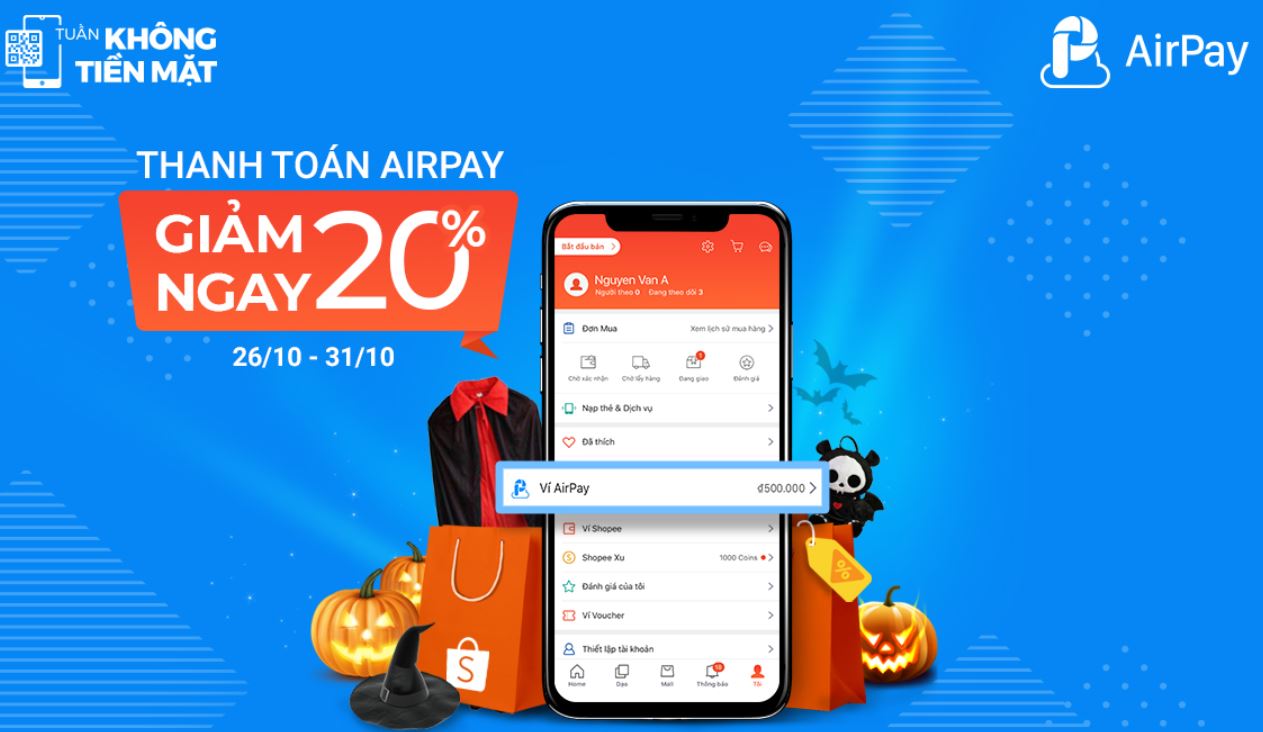 TUẦN KHÔNG
TIỀN MẶT
AirPay
THANH TOÁN AIRPAY
GIẢM
NGAY 20%
26/10 - 31/10
Bắt đầu bán
Nguyen Van A
Người theo 0 Đang theo dõi 3
Đơn Mua Xem lịch sử mua hàng
Chờ xác nhận Chờ lấy hàng Đang giao Đánh giá
Nạp thẻ & Dịch vụ
Đã thích
Ví AirPay ₫500.000
Ví Shopee
Shopee Xu 1000 Coins
Đánh giá của tôi
Ví Voucher
Thiết lập tài khoản
18
Home Dạo Mall Thông báo Tôi
S
%